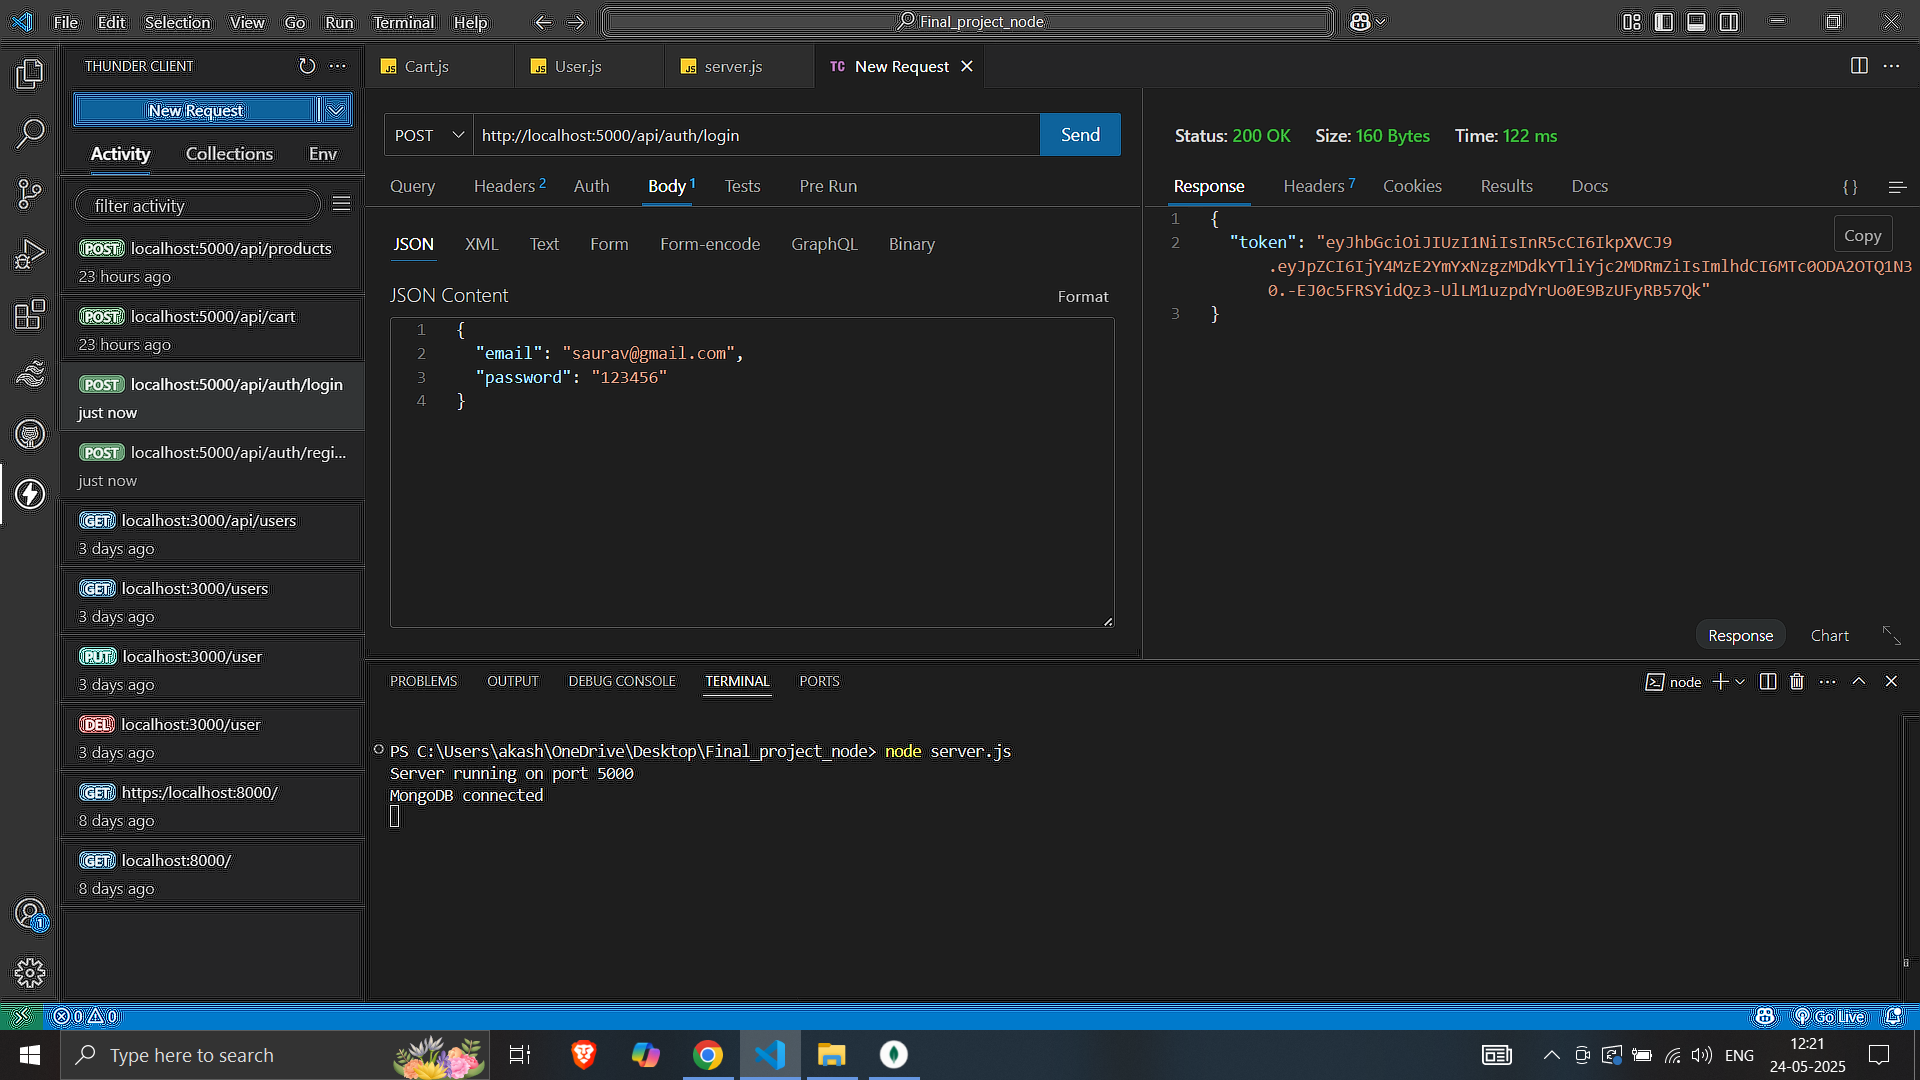 File Edit Selection View Go Run Terminal Help
Final_project_node
THUNDER CLIENT
New Request
Activity Collections Env
filter activity
POST localhost:5000/api/products
23 hours ago
POST localhost:5000/api/cart
23 hours ago
POST localhost:5000/api/auth/login
just now
POST localhost:5000/api/auth/regi...
just now
GET localhost:3000/api/users
3 days ago
GET localhost:3000/users
3 days ago
PUT localhost:3000/user
3 days ago
DEL localhost:3000/user
3 days ago
GET https:/localhost:8000/
8 days ago
GET localhost:8000/
8 days ago
JS Cart.js
JS User.js
JS server.js
TC New Request
POST http://localhost:5000/api/auth/login Send
Query Headers 2 Auth Body 1 Tests Pre Run
JSON XML Text Form Form-encode GraphQL Binary
JSON Content Format
1 {
2 "email": "saurav@gmail.com",
3 "password": "123456"
4 }
Status: 200 OK Size: 160 Bytes Time: 122 ms
Response Headers 7 Cookies Results Docs { }
Copy
1 {
2 "token": "eyJhbGciOiJIUzI1NiIsInR5cCI6IkpXVCJ9
.eyJpZCI6IjY4MzE2YmYxNzgzMDdkYTliYjc2MDRmZiIsImlhdCI6MTc0ODA2OTQ1N3
0.-EJ0c5FRSYidQz3-UlLM1uzpdYrUo0E9BzUFyRB57Qk"
3 }
Response Chart
PROBLEMS OUTPUT DEBUG CONSOLE TERMINAL PORTS
node
PS C:\Users\akash\OneDrive\Desktop\Final_project_node> node server.js
Server running on port 5000
MongoDB connected
1
0 0
Go Live
Type here to search
ENG
12:21
24-05-2025